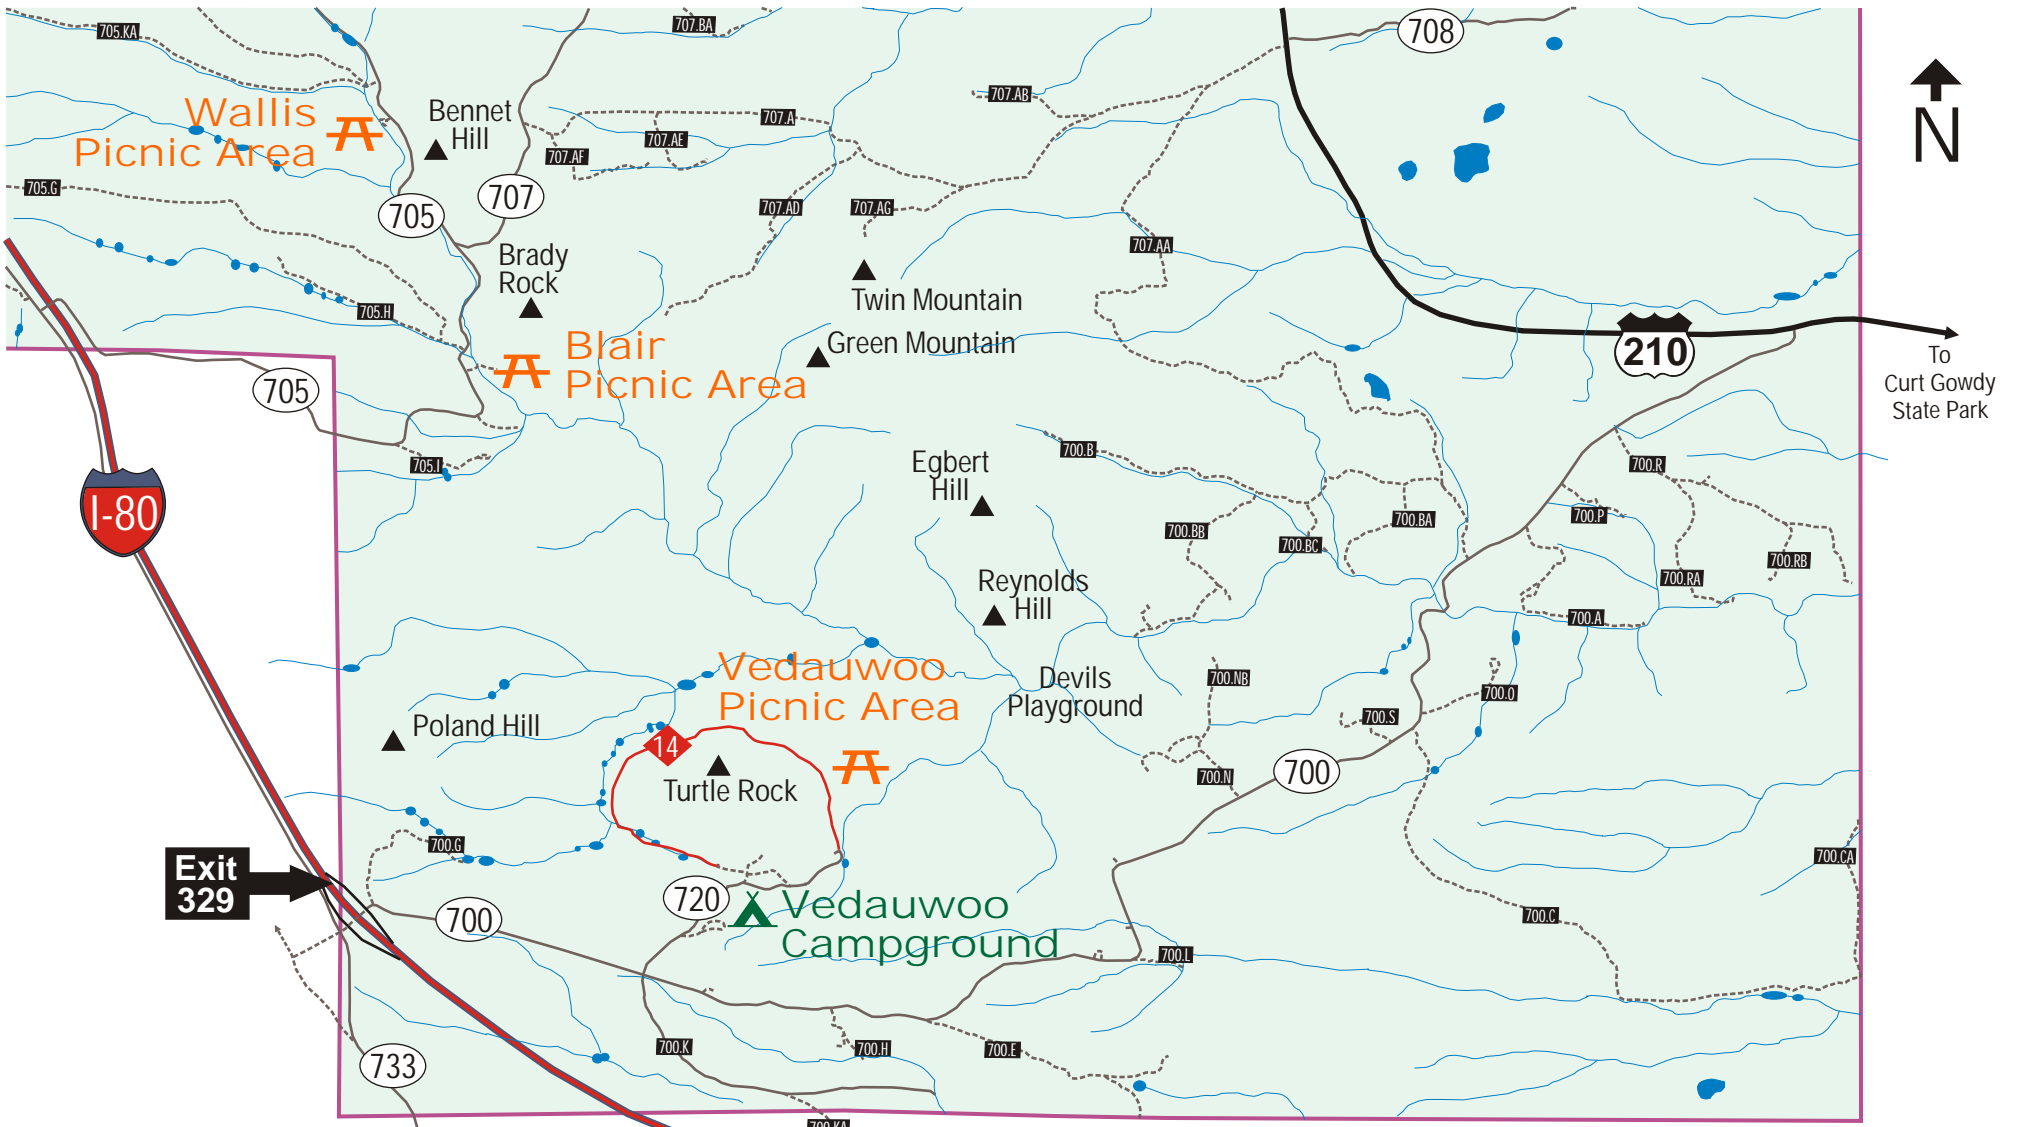 705.KA
707.BA
708
Wallis
Picnic Area
Bennet
Hill
707.AB
707.A
707.AE
707.AF
N
705.G
705
707
707.AD
707.AG
707.AA
Brady
Rock
705.H
Twin Mountain
Green Mountain
Blair
Picnic Area
210
To
Curt Gowdy
State Park
705
705.I
700.B
700.R
Egbert
Hill
I-80
700.BB
700.BA
700.BC
700.P
700.RB
700.RA
Reynolds
Hill
700.A
Vedauwoo
Picnic Area
Devils
Playground
700.NB
700.O
700.S
Poland Hill
14
Turtle Rock
700.N
700
700.G
700.CA
Exit
329
720
700
Vedauwoo
Campground
700.C
700.L
700.K
700.H
700.E
733
700.KA